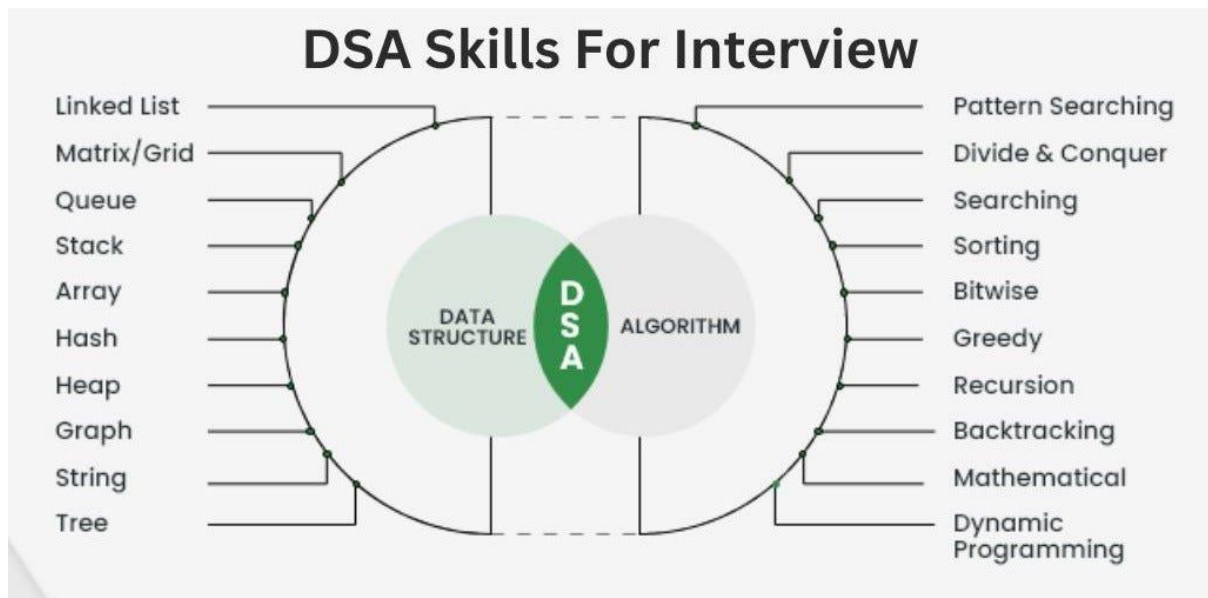 DSA Skills For Interview
Linked List
Matrix/Grid
Queue
Stack
Array
Hash
Heap
Graph
String
Tree
DATA
STRUCTURE
D
S
A
ALGORITHM
Pattern Searching
Divide & Conquer
Searching
Sorting
Bitwise
Greedy
Recursion
Backtracking
Mathematical
Dynamic
Programming